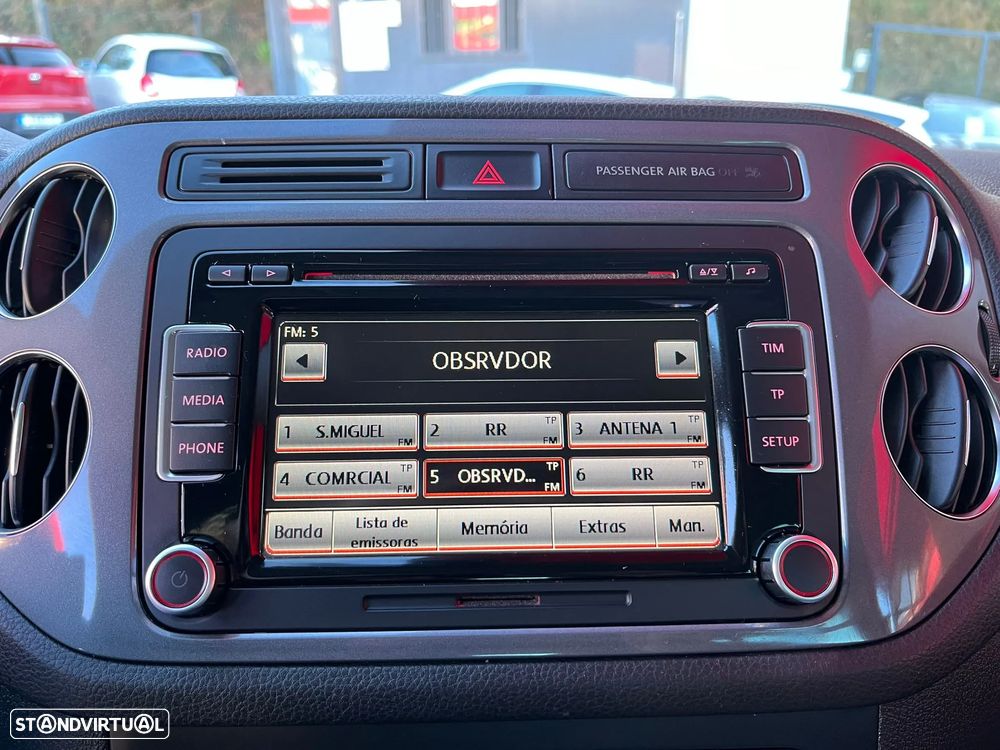 PASSENGER AIR BAG OFF
RADIO
MEDIA
PHONE
FM: 5
OBSRVDOR
1 S.MIGUEL FM
2 RR TP FM
3 ANTENA 1 TP FM
4 COMRCIAL TP FM
5 OBSRVD... TP FM
6 RR TP FM
Banda
Lista de
emissoras
Memória
Extras
Man.
TIM
TP
SETUP
STANDVIRTUAL